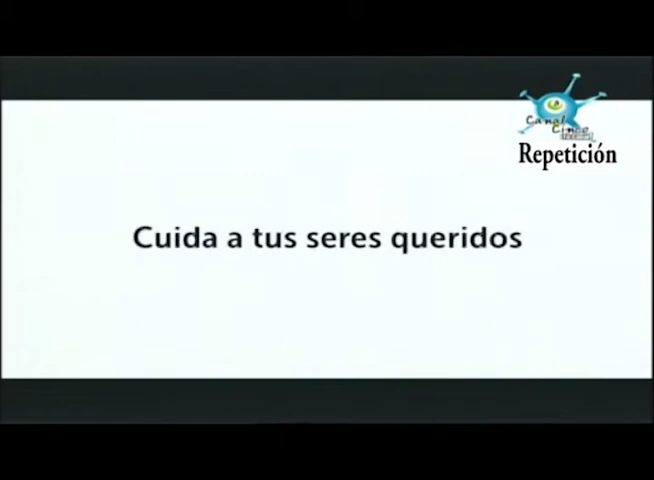 Canal
Cinco
Repetición
Cuida a tus seres queridos